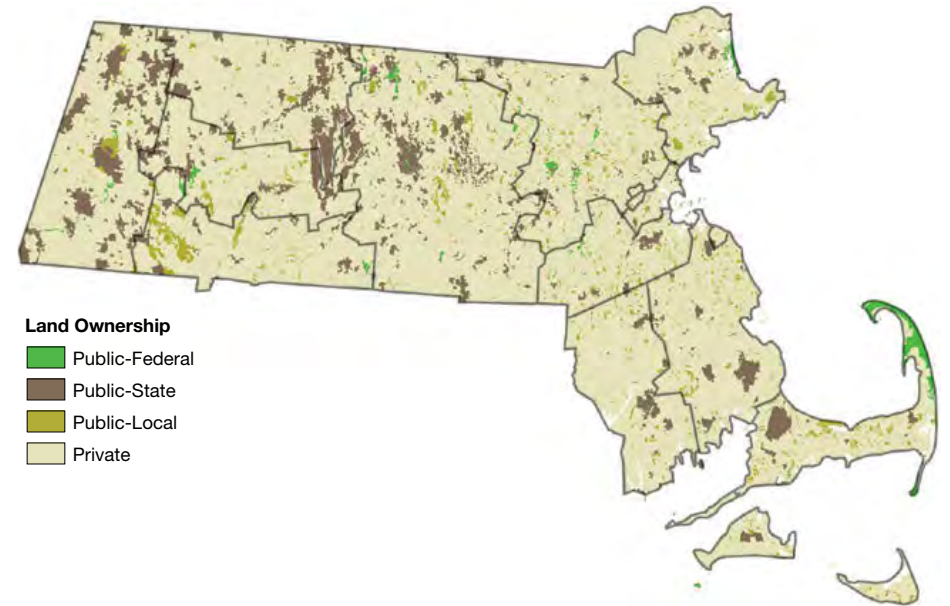 Land Ownership
Public-Federal
Public-State
Public-Local
Private